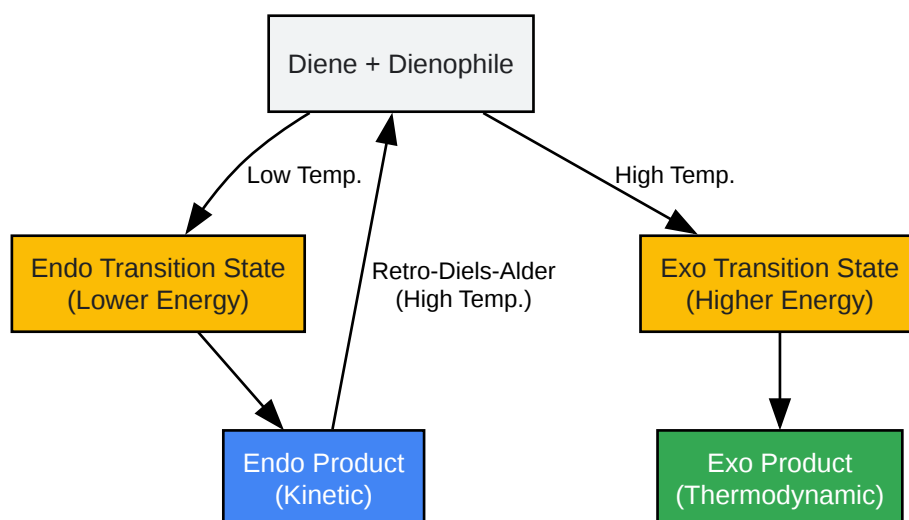 Diene + Dienophile
Low Temp.
High Temp.
Endo Transition State
(Lower Energy)
Retro-Diels-Alder
(High Temp.)
Exo Transition State
(Higher Energy)
Endo Product
(Kinetic)
Exo Product
(Thermodynamic)